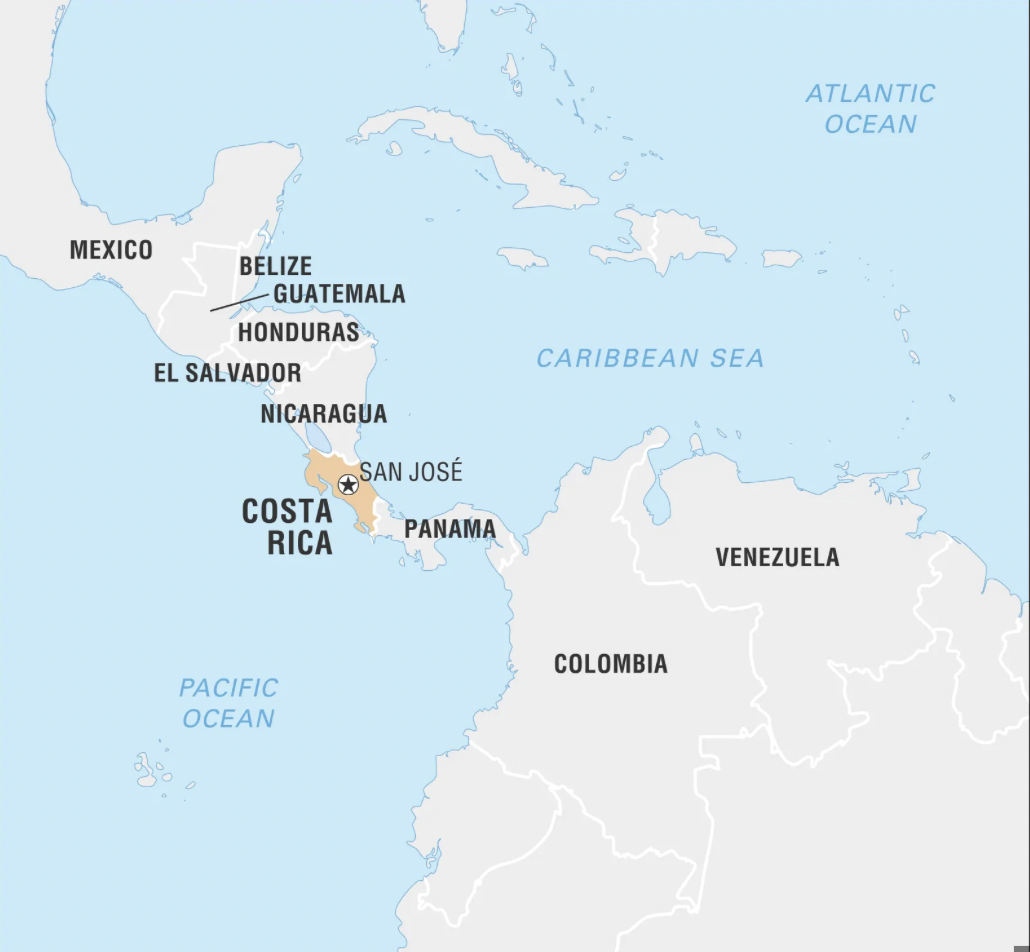 ATLANTIC
OCEAN
MEXICO
BELIZE
GUATEMALA
HONDURAS
CARIBBEAN SEA
EL SALVADOR
NICARAGUA
SAN JOSÉ
COSTA
RICA
PANAMA
VENEZUELA
COLOMBIA
PACIFIC
OCEAN